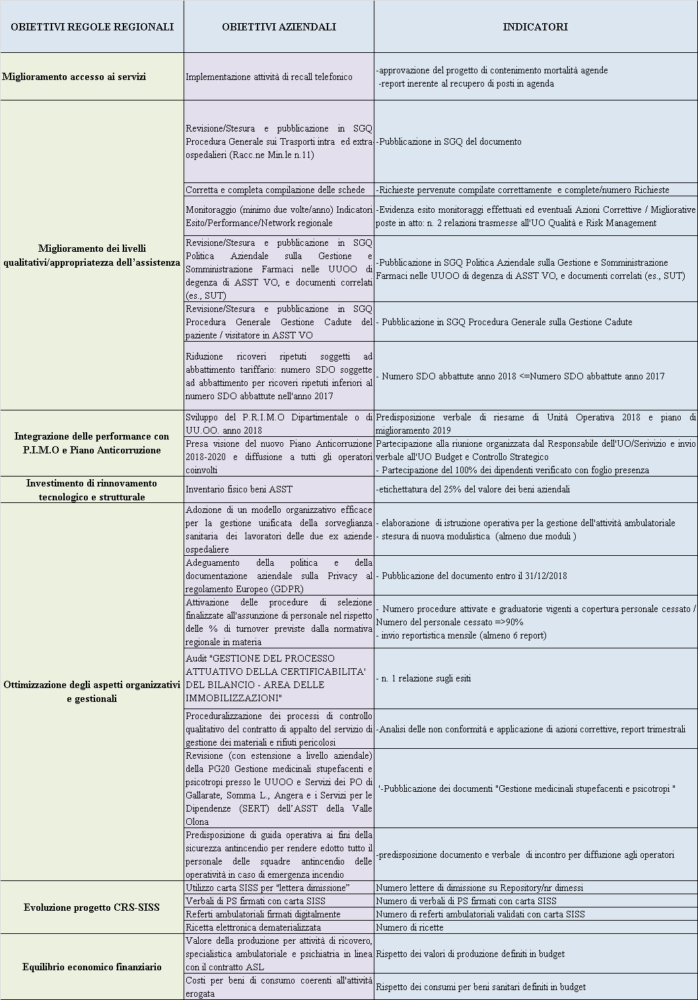 OBIETTIVI REGOLE REGIONALI
OBIETTIVI AZIENDALI
INDICATORI
Miglioramento accesso ai servizi
Implementazione attività di recall telefonico
-approvazione del progetto di contenimento mortalità agende
-report inerente al recupero di posti in agenda
Miglioramento dei livelli
qualitativi/appropriatezza dell'assistenza
Revisione/Stesura e pubblicazione in SGQ
Procedura Generale sui Trasporti intra ed extra-
ospedalieri (Racc.ne Min.le n.11)
-Pubblicazione in SGQ del documento
Corretta e completa compilazione delle schede
-Richieste pervenute compilate correttamente e complete/numero Richieste
Monitoraggio (minimo due volte/anno) Indicatori
Esito/Performance/Network regionale
-Evidenza esito monitoraggi effettuati ed eventuali Azioni Correttive / Migliorative
poste in atto: n. 2 relazioni trasmesse all'UO Qualità e Risk Management
Revisione/Stesura e pubblicazione in SGQ
Politica Aziendale sulla Gestione e
Somministrazione Farmaci nelle UUOO di
degenza di ASST VO, e documenti correlati
(es., SUT)
-Pubblicazione in SGQ Politica Aziendale sulla Gestione e Somministrazione
Farmaci nelle UUOO di degenza di ASST VO, e documenti correlati (es., SUT)
Revisione/Stesura e pubblicazione in SGQ
Procedura Generale Gestione Cadute del
paziente / visitatore in ASST VO
- Pubblicazione in SGQ Procedura Generale sulla Gestione Cadute
Riduzione ricoveri ripetuti soggetti ad
abbattimento tariffario: numero SDO soggette
ad abbattimento per ricoveri ripetuti inferiori al
numero SDO abbattute nell'anno 2017
- Numero SDO abbattute anno 2018 <=Numero SDO abbattute anno 2017
Integrazione delle performance con
P.I.M.O e Piano Anticorruzione
Sviluppo del P.R.I.M.O Dipartimentale o di
UU.OO. anno 2018
Predisposizione verbale di riesame di Unità Operativa 2018 e piano di
miglioramento 2019
Presa visione del nuovo Piano Anticorruzione
2018-2020 e diffusione a tutti gli operatori
coinvolti
Partecipazione alla riunione organizzata dal Responsabile dell'UO/Serivizio e invio
verbale all'UO Budget e Controllo Strategico
- Partecipazione del 100% dei dipendenti verificato con foglio presenza
Investimento di rinnovamento
tecnologico e strutturale
Inventario fisico beni ASST
-etichettatura del 25% del valore dei beni aziendali
Ottimizzazione degli aspetti organizzativi
e gestionali
Adozione di un modello organizzativo efficace
per la gestione unificata della sorveglianza
sanitaria dei lavoratori delle due ex aziende
ospedaliere
- elaborazione di istruzione operativa per la gestione dell'attività ambulatoriale
- stesura di nuova modulistica (almeno due moduli )
Adeguamento della politica e della
documentazione aziendale sulla Privacy al
regolamento Europeo (GDPR)
- Pubblicazione del documento entro il 31/12/2018
Attivazione delle procedure di selezione
finalizzate all'assunzione di personale nel rispetto
delle % di turnover previste dalla normativa
regionale in materia
- Numero procedure attivate e graduatorie vigenti a copertura personale cessato /
Numero del personale cessato =>90%
- invio reportistica mensile (almeno 6 report)
Audit "GESTIONE DEL PROCESSO
ATTUATIVO DELLA CERTIFICABILITA'
DEL BILANCIO - AREA DELLE
IMMOBILIZZAZIONI"
- n. 1 relazione sugli esiti
Proceduralizzazione dei processi di controllo
qualitativo del contratto di appalto del servizio di
gestione dei materiali e rifiuti pericolosi
-Analisi delle non conformità e applicazione di azioni correttive, report trimestrali
Revisione (con estensione a livello aziendale)
della PG20 Gestione medicinali stupefacenti e
psicotropi presso le UUOO e Servizi dei PO di
Gallarate, Somma L., Angera e i Servizi per le
Dipendenze (SERT) dell'ASST della Valle
Olona
'-Pubblicazione dei documenti "Gestione medicinali stupefacenti e psicotropi "
Predisposizione di guida operativa ai fini della
sicurezza antincendio per rendere edotto tutto il
personale delle squadre antincendio delle
operatività in caso di emergenza incendio
-predisposizione documento e verbale di incontro per diffuzione agli operatori
Evoluzione progetto CRS-SISS
Utilizzo carta SISS per "lettera dimissione"
Numero lettere di dimissione su Repository/nr dimessi
Verbali di PS firmati con carta SISS
Numero di verbali di PS firmati con carta SISS
Referti ambulatoriali firmati digitalmente
Numero di referti ambulatoriali validati con carta SISS
Ricetta elettronica dematerializzata
Numero di ricette
Equilibrio economico finanziario
Valore della produzione per attività di ricovero,
specialistica ambulatoriale e psichiatria in linea
con il contratto ASL
Rispetto dei valori di produzione definiti in budget
Costi per beni di consumo coerenti all'attività
erogata
Rispetto dei consumi per beni sanitari definiti in budget